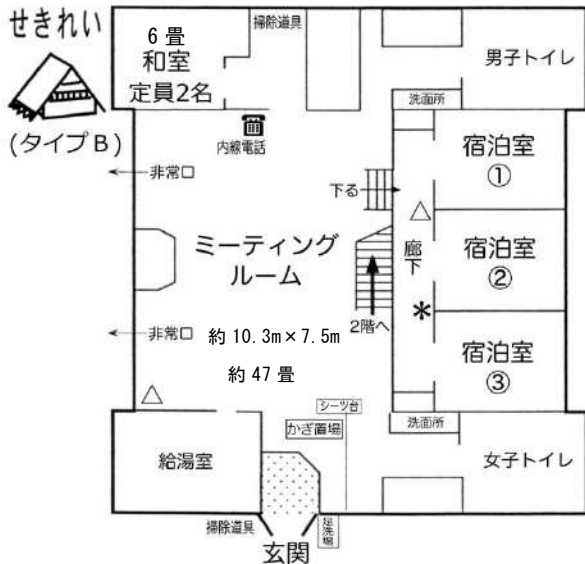 せきれい
(タイプB)
6畳
和室
定員2名
掃除道具
男子トイレ
洗面所
内線電話
非常口
下る
宿泊室
①
ミーティング
ルーム
廊下
宿泊室
②
非常口
約10.3m×7.5m
2階へ
*
約47畳
宿泊室
③
シーツ台
かぎ置場
洗面所
給湯室
女子トイレ
掃除道具
足洗場
玄関